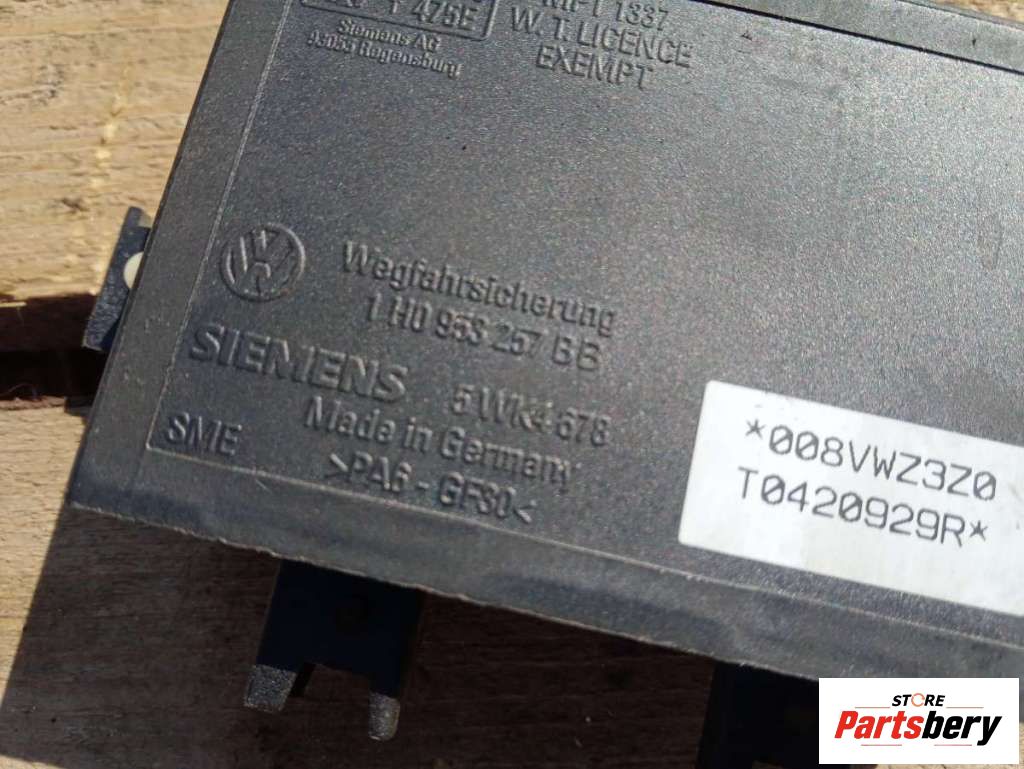 475E
Siemens AG
93055 Regensburg
MPT 1337
W. T. LICENCE
EXEMPT
Wegfahrsicherung
1 H0 953 257 BB
SIEMENS 5WK4 678
Made in Germany
SME >PA6 - GF30<
*008VWZ3Z0
T0420929R*
STORE
Partsbery